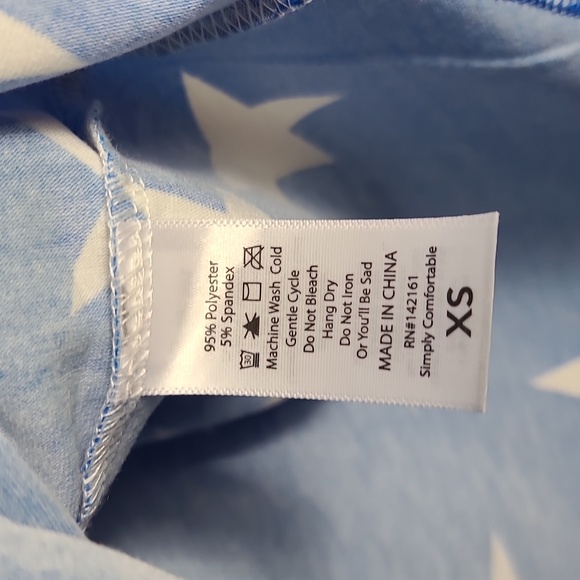 95% Polyester
5% Spandex
30
Machine Wash Cold
Gentle Cycle
Do Not Bleach
Hang Dry
Do Not Iron
Or You'll Be Sad
MADE IN CHINA
RN#142161
Simply Comfortable
XS